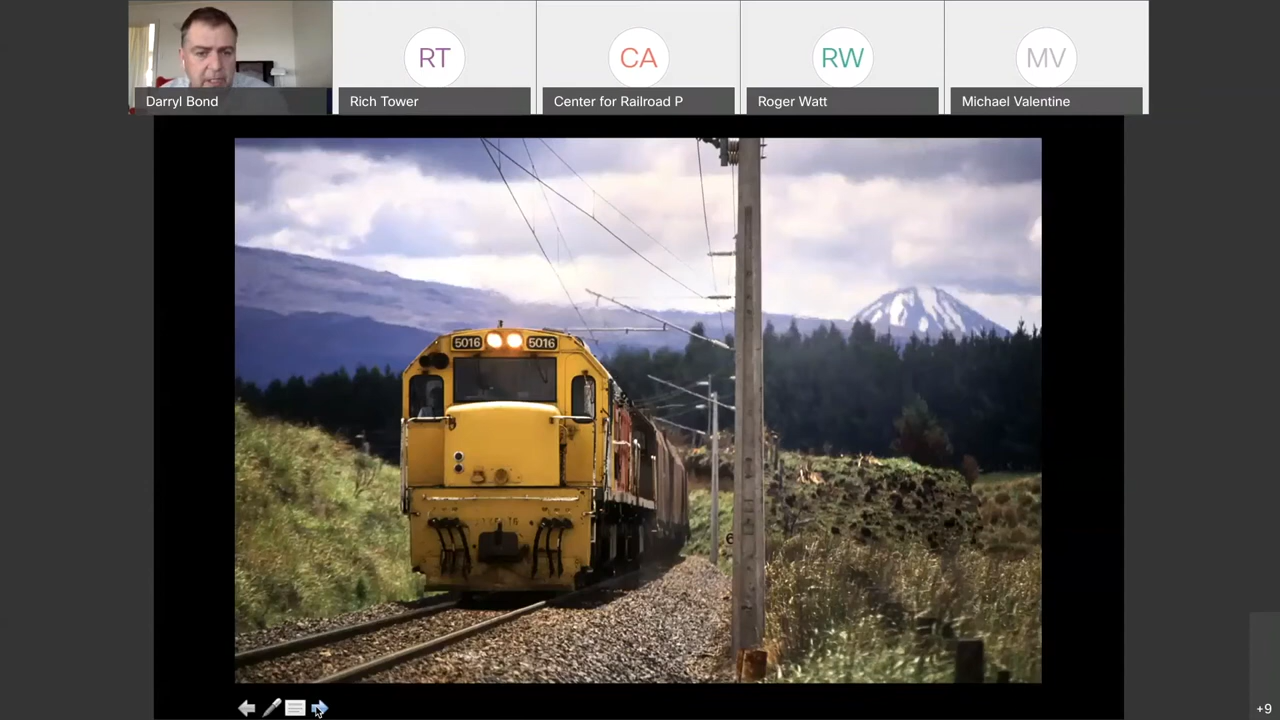 RT
CA
RW
MV
Darryl Bond
Rich Tower
Center for Railroad P
Roger Watt
Michael Valentine
5016
5016
+9